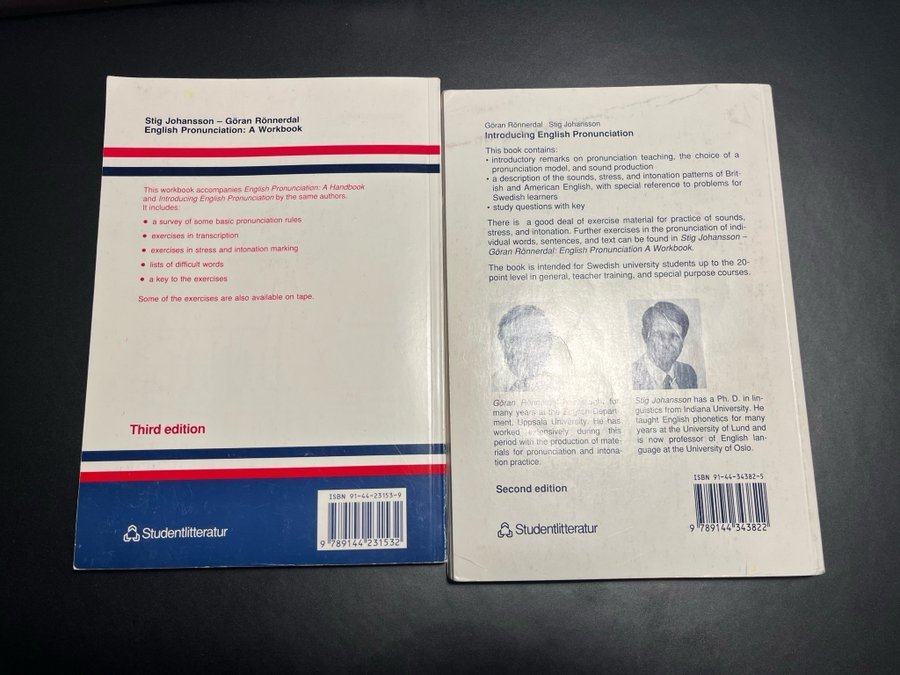 Stig Johansson – Göran Rönnerdal
English Pronunciation: A Workbook
This workbook accompanies English Pronunciation: A Handbook
and Introducing English Pronunciation by the same authors.
It includes:
• a survey of some basic pronunciation rules
• exercises in transcription
• exercises in stress and intonation marking
• lists of difficult words
• a key to the exercises
Some of the exercises are also available on tape.
Third edition
Studentlitteratur
ISBN 91-44-23153-9
9 789144 231532
Göran Rönnerdal Stig Johansson
Introducing English Pronunciation
This book contains:
• introductory remarks on pronunciation teaching, the choice of a
pronunciation model, and sound production
• a description of the sounds, stress, and intonation patterns of Brit-
ish and American English, with special reference to problems for
Swedish learners
• study questions with key
There is a good deal of exercise material for practice of sounds,
stress, and intonation. Further exercises in the pronunciation of indi-
vidual words, sentences, and text can be found in Stig Johansson –
Göran Rönnerdal: English Pronunciation A Workbook.
The book is intended for Swedish university students up to the 20-
point level in general, teacher training, and special purpose courses.
Göran Rönnerdal for
many years at the English Depart-
ment, Uppsala University. He has
worked extensively during this
period with the production of mate-
rials for pronunciation and intona-
tion practice.
Stig Johansson has a Ph. D. in lin-
guistics from Indiana University. He
taught English phonetics for many
years at the University of Lund and
is now professor of English lan-
guage at the University of Oslo.
Second edition
Studentlitteratur
ISBN 91-44-34382-5
9 789144 343822